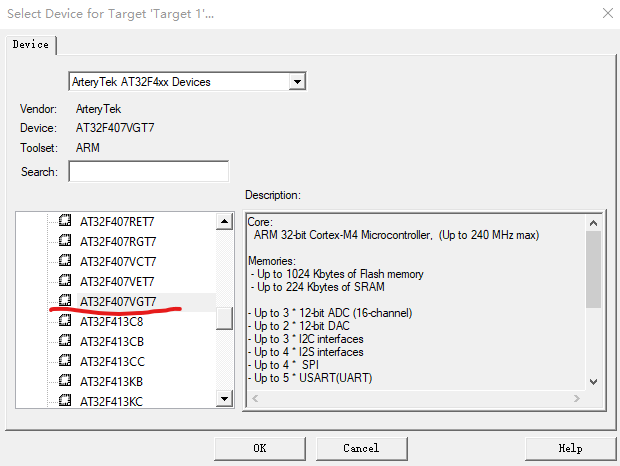 Select Device for Target 'Target 1'...
Device
ArteryTek AT32F4xx Devices
Vendor: ArteryTek
Device: AT32F407VGT7
Toolset: ARM
Search:
Description:
AT32F407RET7
AT32F407RGT7
AT32F407VCT7
AT32F407VET7
AT32F407VGT7
AT32F413C8
AT32F413CB
AT32F413CC
AT32F413KB
AT32F413KC
Core:
ARM 32-bit Cortex-M4 Microcontroller, (Up to 240 MHz max)
Memories:
- Up to 1024 Kbytes of Flash memory
- Up to 224 Kbytes of SRAM
- Up to 3 * 12-bit ADC (16-channel)
- Up to 2 * 12-bit DAC
- Up to 3 * I2C interfaces
- Up to 4 * I2S interfaces
- Up to 4 * SPI
- Up to 5 * USART(UART)
OK
Cancel
Help